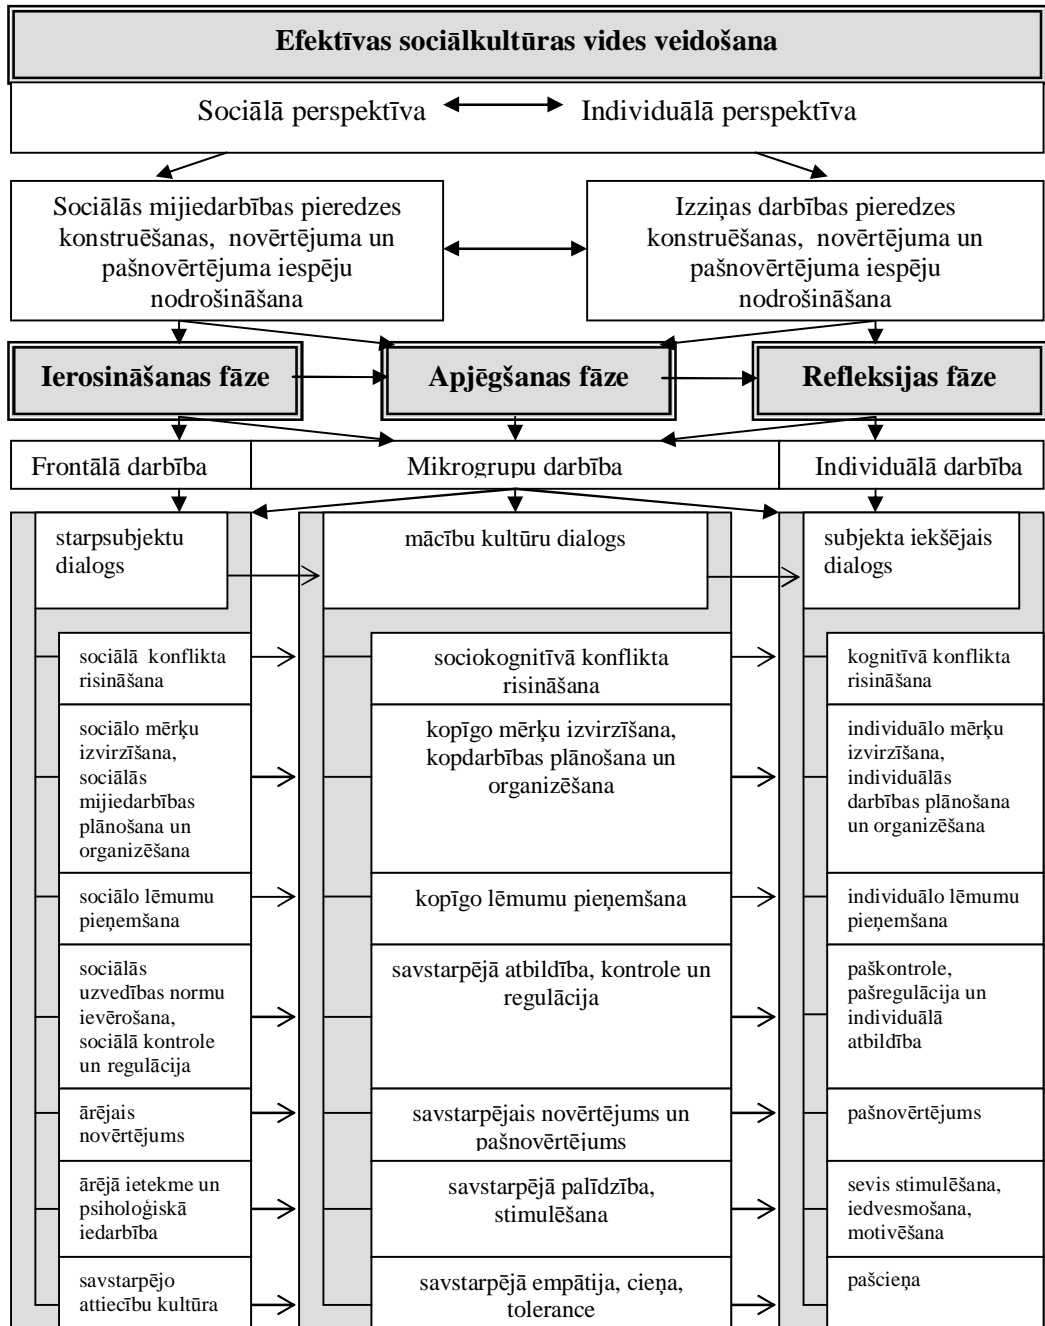 Efektīvas sociālkultūras vides veidošana
Sociālā perspektīva Individuālā perspektīva
Sociālās mijiedarbības pieredzes
konstruēšanas, novērtējuma un
pašnovērtējuma iespēju
nodrošināšana
Izziņas darbības pieredzes
konstruēšanas, novērtējuma un
pašnovērtējuma iespēju
nodrošināšana
Ierosināšanas fāze
Apjēgšanas fāze
Refleksijas fāze
Frontālā darbība
Mikrogrupu darbība
Individuālā darbība
starpsubjektu
dialogs
mācību kultūru dialogs
subjekta iekšējais
dialogs
sociālā konflikta
risināšana
sociokognitīvā konflikta
risināšana
kognitīvā konflikta
risināšana
sociālo mērķu
izvirzīšana,
sociālās
mijiedarbības
plānošana un
organizēšana
kopīgo mērķu izvirzīšana,
kopdarbības plānošana un
organizēšana
individuālo mērķu
izvirzīšana,
individuālās
darbības plānošana
un organizēšana
sociālo lēmumu
pieņemšana
kopīgo lēmumu pieņemšana
individuālo lēmumu
pieņemšana
sociālās
uzvedības normu
ievērošana,
sociālā kontrole
un regulācija
savstarpējā atbildība, kontrole un
regulācija
paškontrole,
pašregulācija un
individuālā
atbildība
ārējais
novērtējums
savstarpējais novērtējums un
pašnovērtējums
pašnovērtējums
ārējā ietekme un
psiholoģiskā
iedarbība
savstarpējā palīdzība,
stimulēšana
sevis stimulēšana,
iedvesmošana,
motivēšana
savstarpējo
attiecību kultūra
savstarpējā empātija, cieņa,
tolerance
pašcieņa